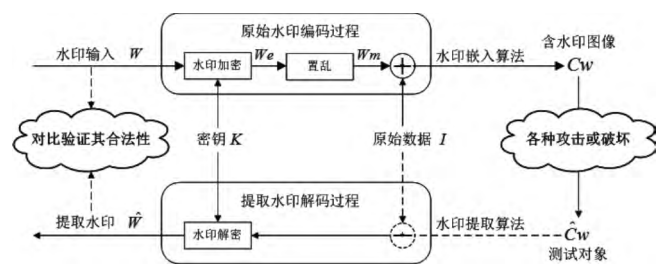 原始水印编码过程
水印输入 W
水印加密
We
置乱
Wm
水印嵌入算法
含水印图像
Cw
对比验证其合法性
密钥 K
原始数据 I
各种攻击或破坏
提取水印解码过程
提取水印 Ŵ
水印解密
水印提取算法
Ĉw
测试对象